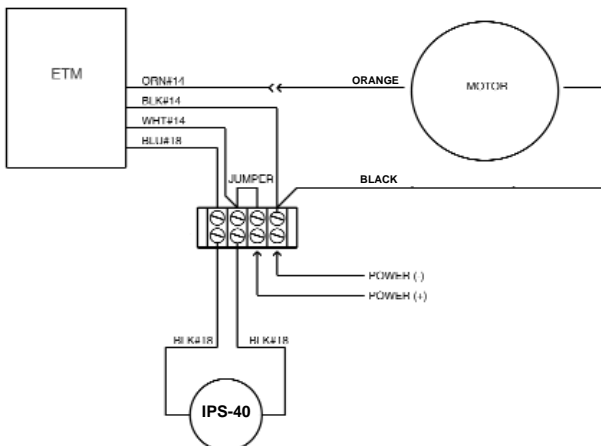 ETM
ORN#14
ORANGE
MOTOR
BLK#14
WHT#14
BLU#18
JUMPER
BLACK
POWER (-)
POWER (+)
BLK#18
BLK#18
IPS-40